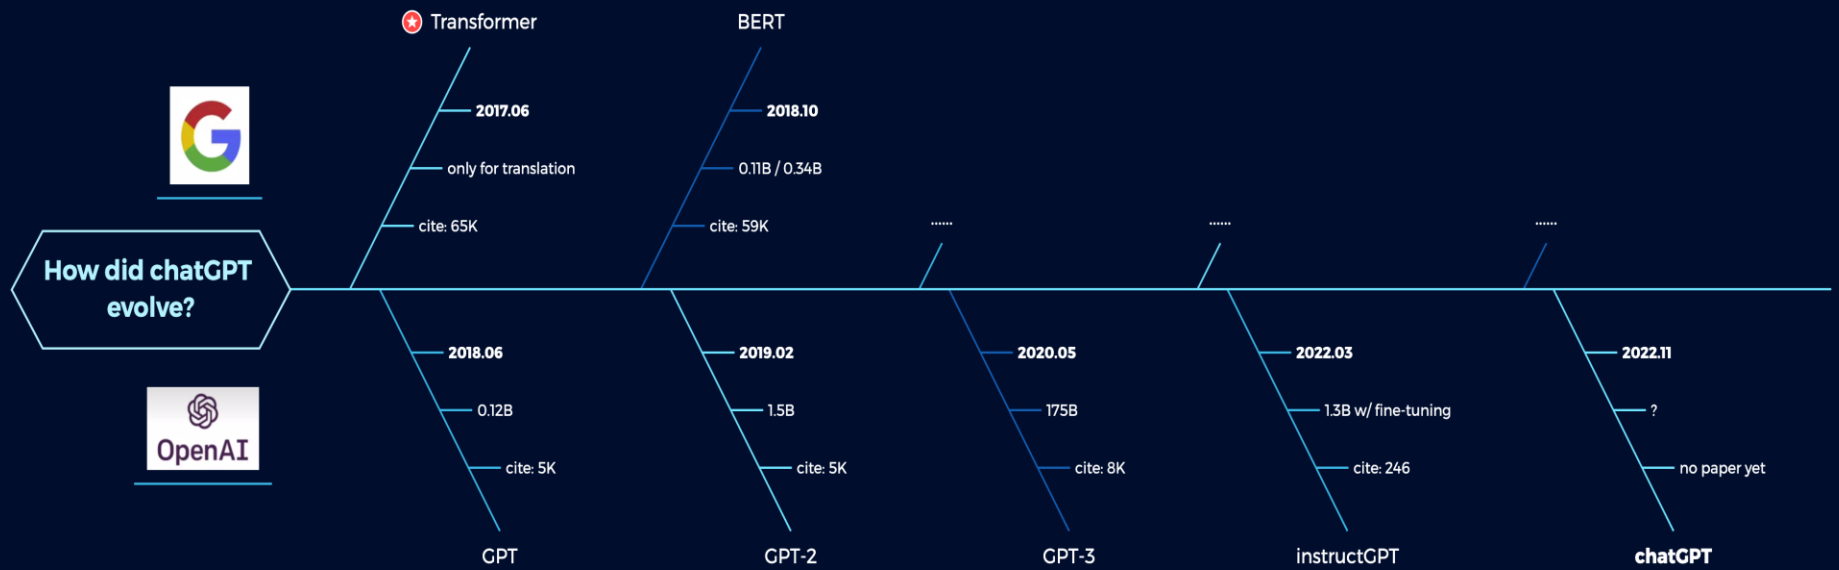 Transformer
BERT
2017.06
2018.10
only for translation
0.11B / 0.34B
cite: 65K
cite: 59K
......
......
......
How did chatGPT
evolve?
2018.06
2019.02
2020.05
2022.03
2022.11
0.12B
1.5B
175B
1.3B w/ fine-tuning
?
OpenAI
cite: 5K
cite: 5K
cite: 8K
cite: 246
no paper yet
GPT
GPT-2
GPT-3
instructGPT
chatGPT